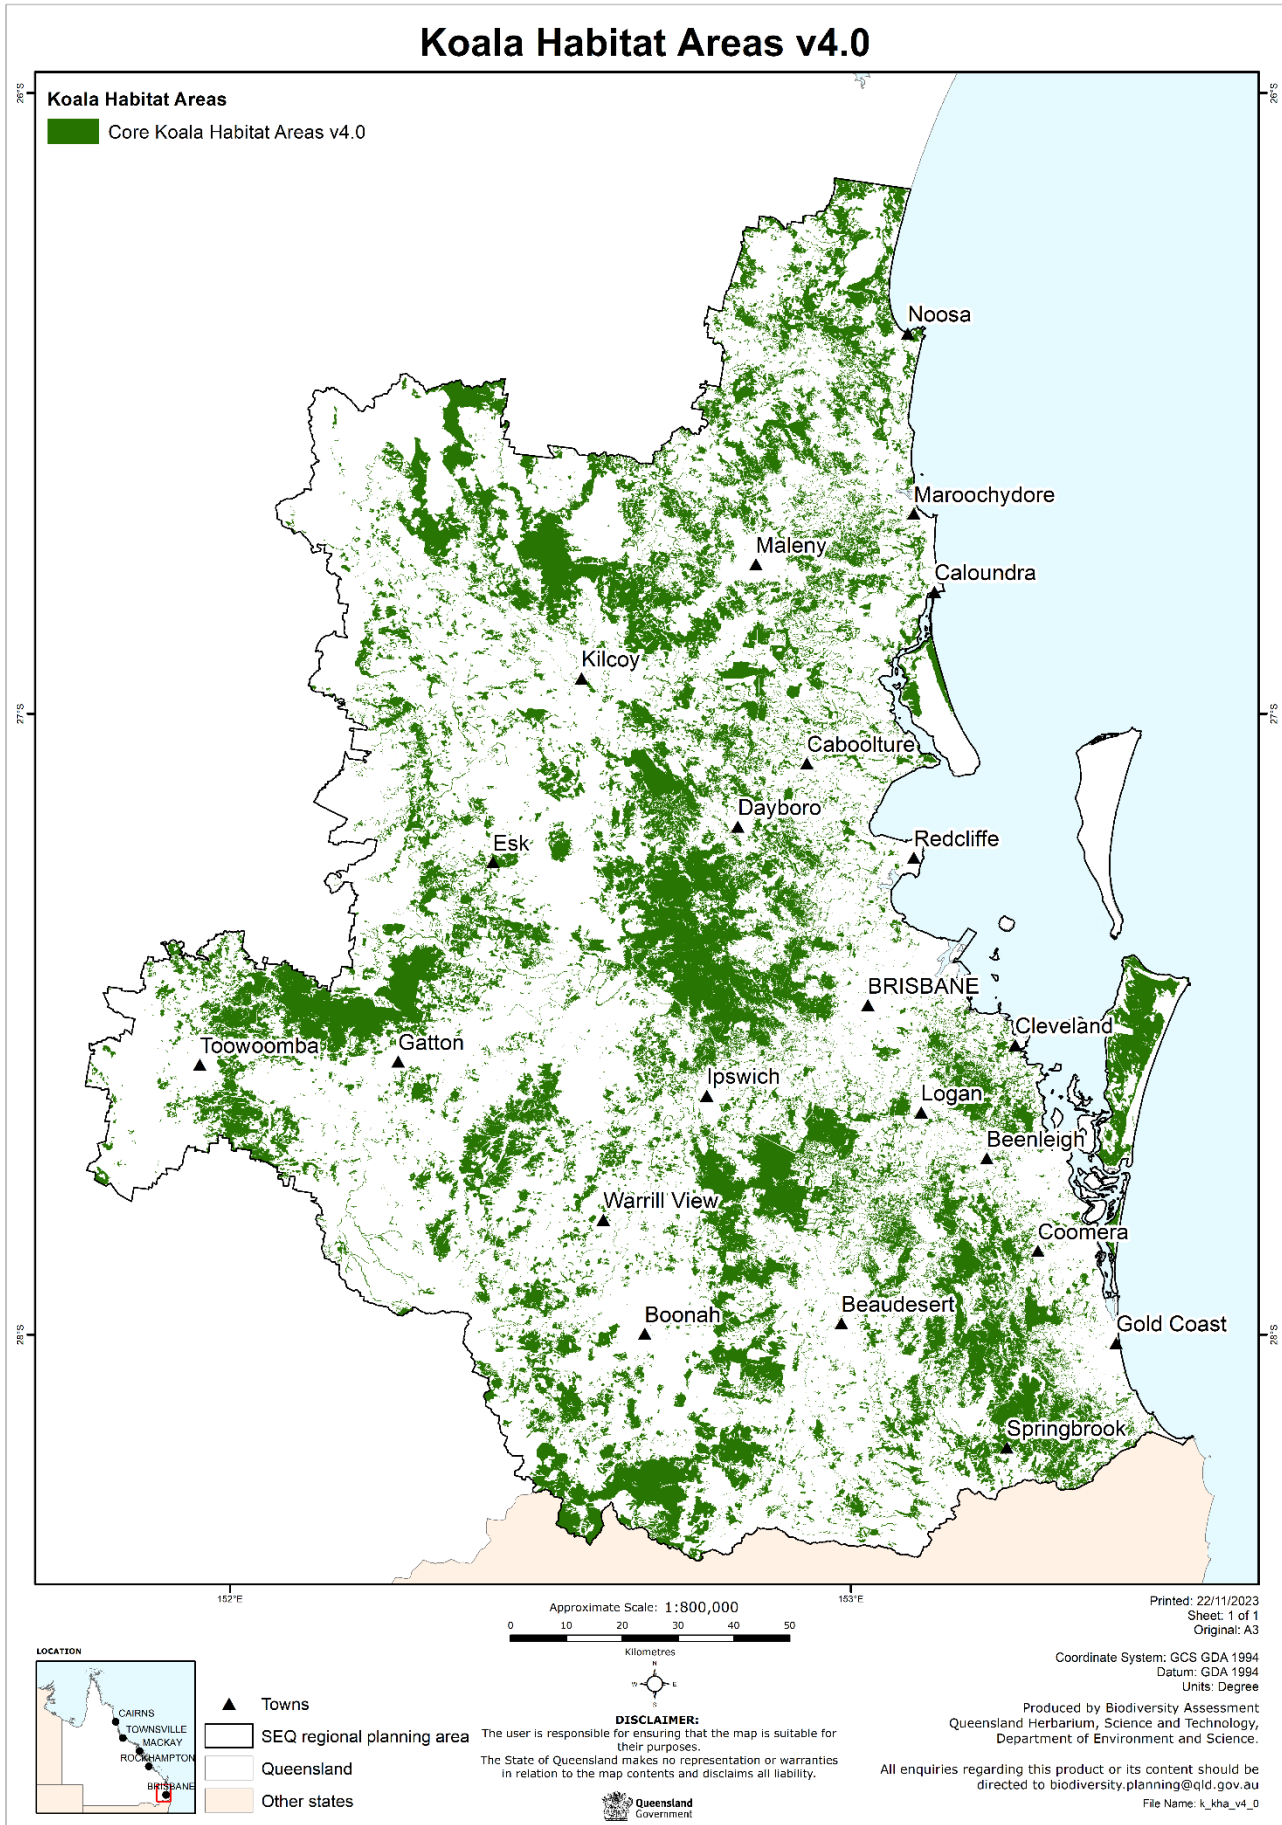 Koala Habitat Areas v4.0
Koala Habitat Areas
Core Koala Habitat Areas v4.0
26°S
26°S
Noosa
Maroochydore
Maleny
Caloundra
Kilcoy
27°S
27°S
Caboolture
Dayboro
Esk
Redcliffe
BRISBANE
Cleveland
Toowoomba
Gatton
Ipswich
Logan
Beenleigh
Warrill View
Coomera
Boonah
Beaudesert
Gold Coast
28°S
28°S
Springbrook
152°E
153°E
Approximate Scale: 1:800,000
0 10 20 30 40 50
Kilometres
N
W E
S
Printed: 22/11/2023
Sheet: 1 of 1
Original: A3
Coordinate System: GCS GDA 1994
Datum: GDA 1994
Units: Degree
Produced by Biodiversity Assessment
Queensland Herbarium, Science and Technology,
Department of Environment and Science.
All enquiries regarding this product or its content should be
directed to biodiversity.planning@qld.gov.au
File Name: k_kha_v4_0
LOCATION
CAIRNS
TOWNSVILLE
MACKAY
ROCKHAMPTON
BRISBANE
Towns
SEQ regional planning area
Queensland
Other states
DISCLAIMER:
The user is responsible for ensuring that the map is suitable for
their purposes.
The State of Queensland makes no representation or warranties
in relation to the map contents and disclaims all liability.
Queensland
Government